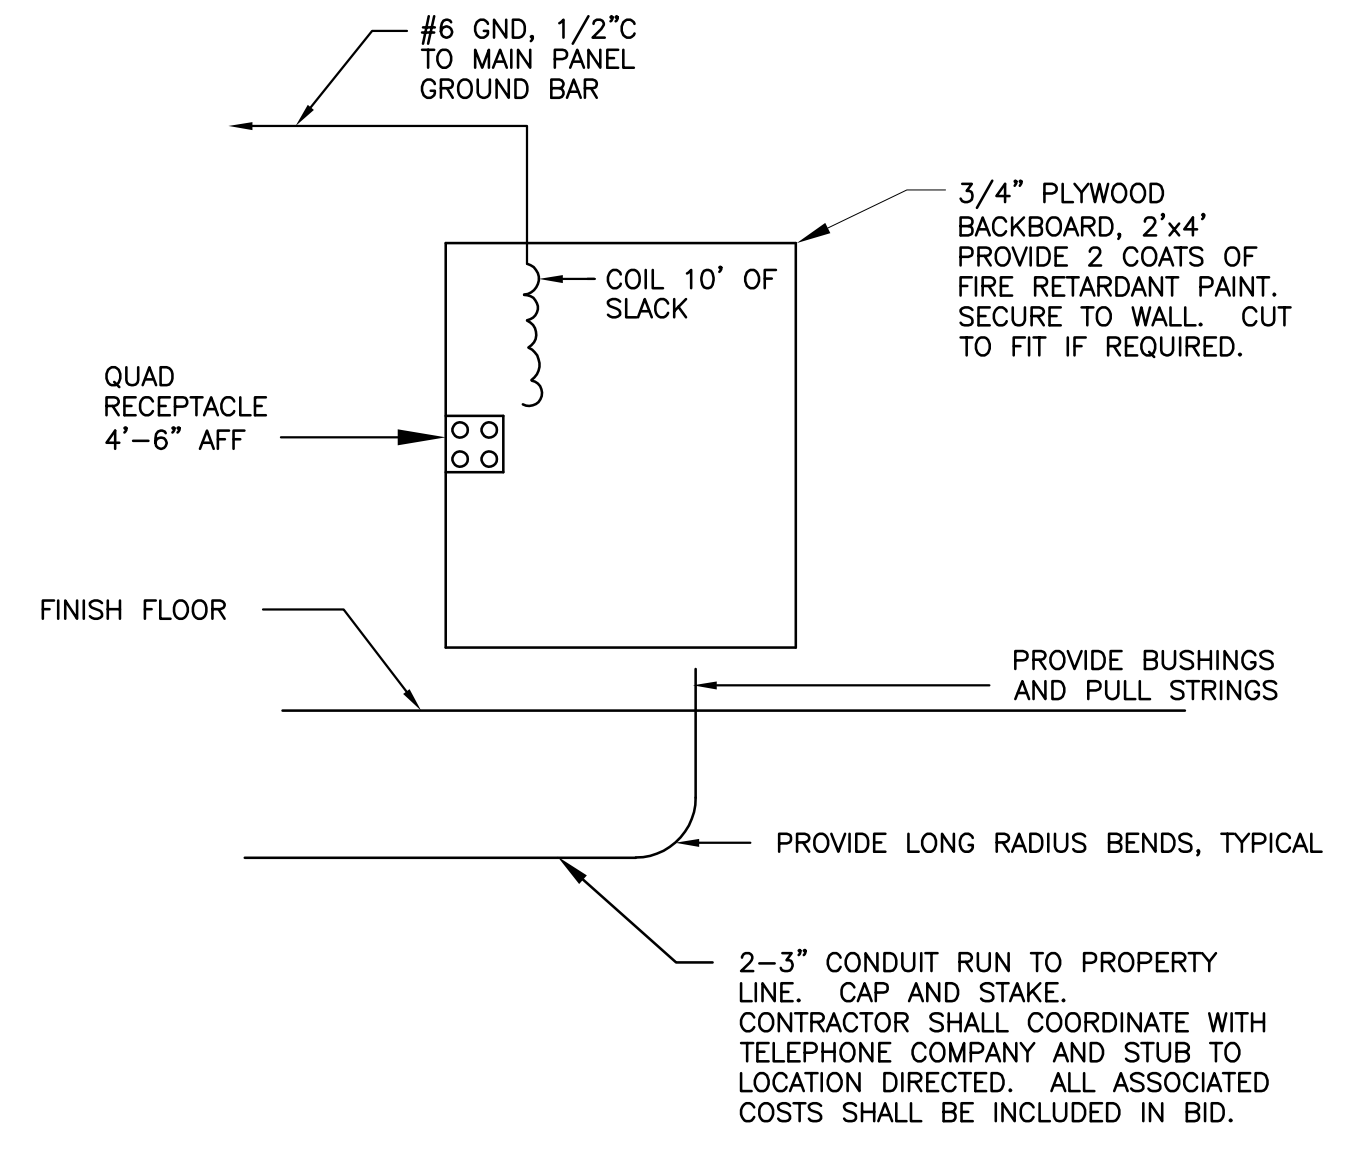 #6 GND, 1/2"C
TO MAIN PANEL
GROUND BAR
3/4" PLYWOOD
BACKBOARD, 2'x4'
PROVIDE 2 COATS OF
FIRE RETARDANT PAINT.
SECURE TO WALL. CUT
TO FIT IF REQUIRED.
COIL 10' OF
SLACK
QUAD
RECEPTACLE
4'-6" AFF
FINISH FLOOR
PROVIDE BUSHINGS
AND PULL STRINGS
PROVIDE LONG RADIUS BENDS, TYPICAL
2-3" CONDUIT RUN TO PROPERTY
LINE. CAP AND STAKE.
CONTRACTOR SHALL COORDINATE WITH
TELEPHONE COMPANY AND STUB TO
LOCATION DIRECTED. ALL ASSOCIATED
COSTS SHALL BE INCLUDED IN BID.